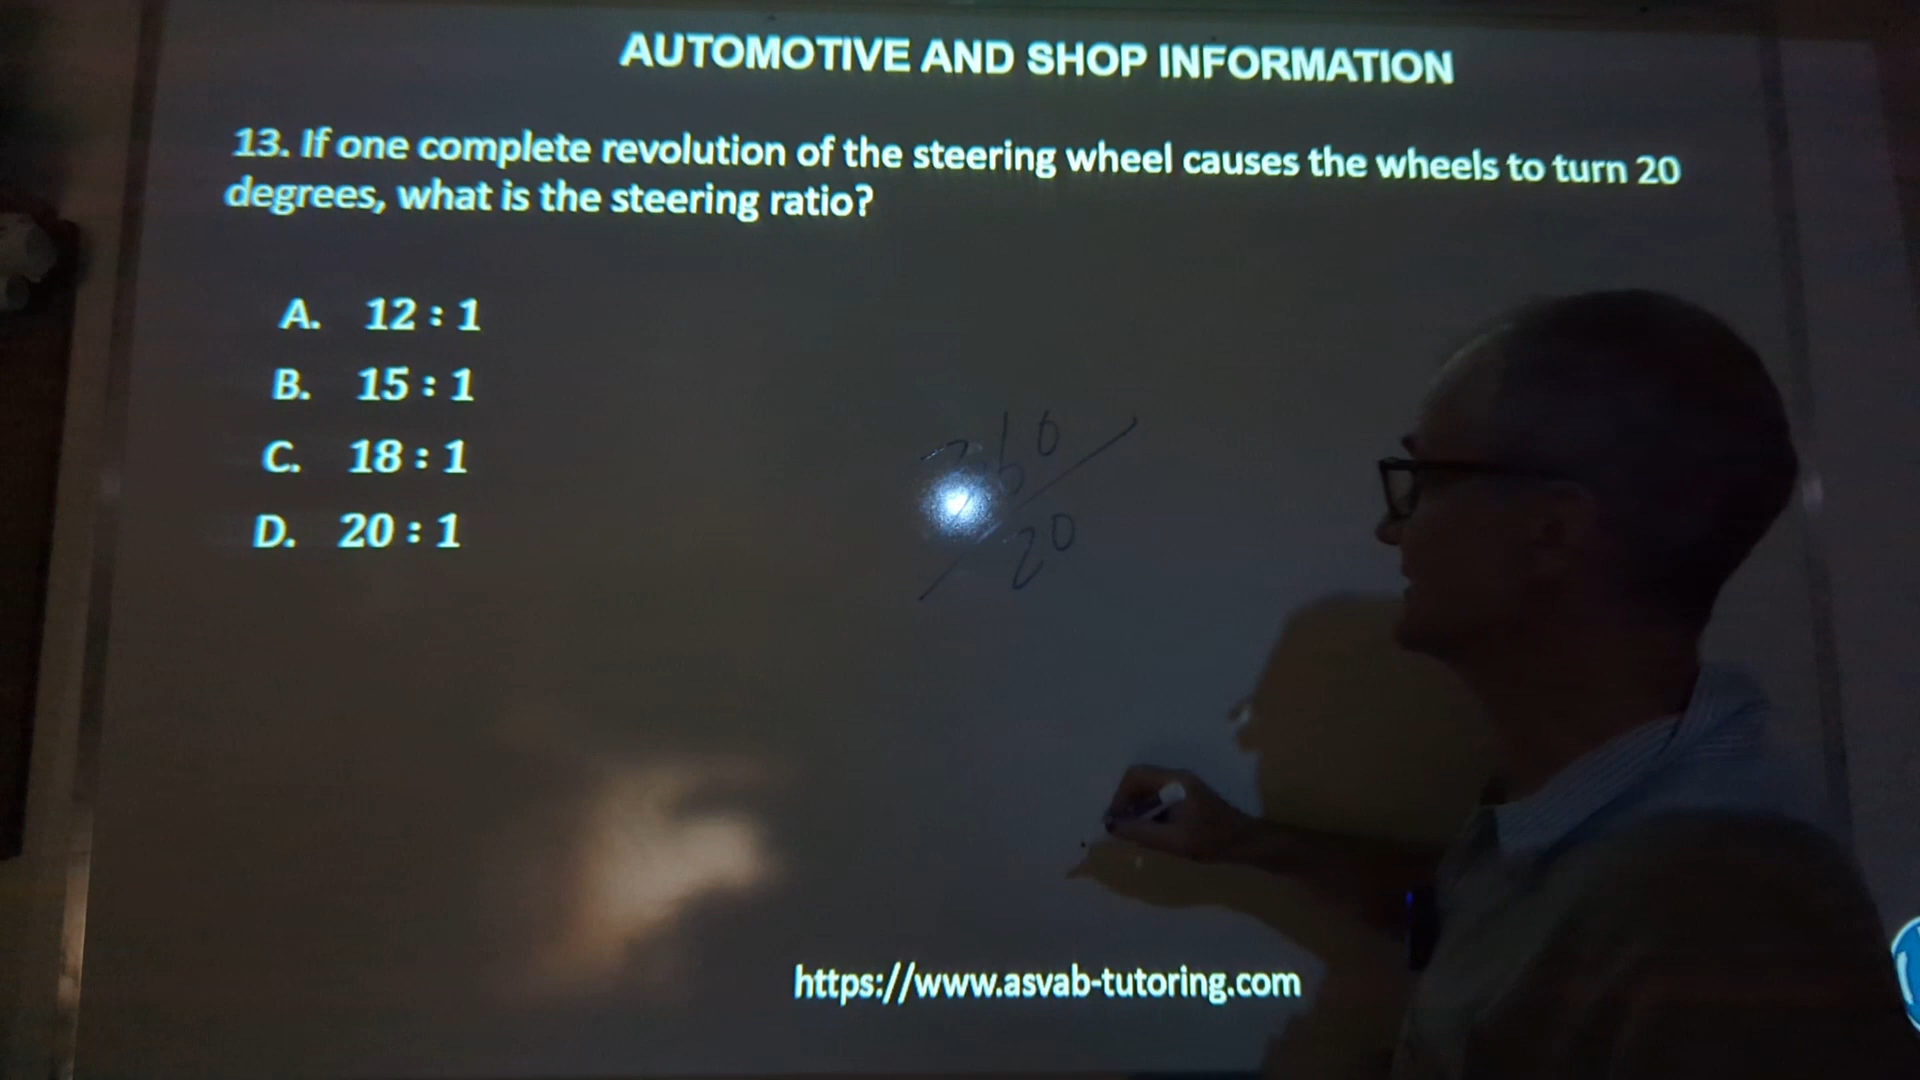 AUTOMOTIVE AND SHOP INFORMATION
13. If one complete revolution of the steering wheel causes the wheels to turn 20
degrees, what is the steering ratio?
A. 12 : 1
B. 15 : 1
C. 18 : 1
D. 20 : 1
360
20
https://www.asvab-tutoring.com